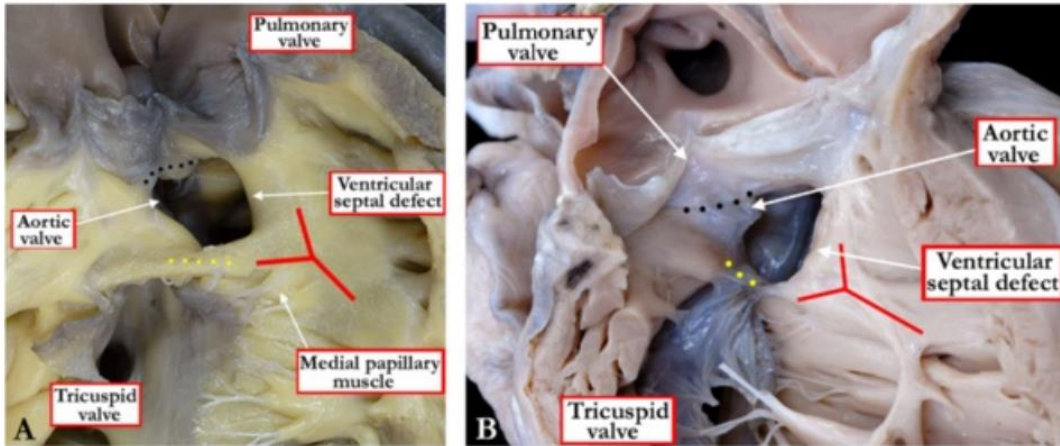 Pulmonary
valve
Aortic
valve
Ventricular
septal defect
Medial papillary
muscle
Tricuspid
valve
A
Pulmonary
valve
Aortic
valve
Ventricular
septal defect
Tricuspid
valve
B